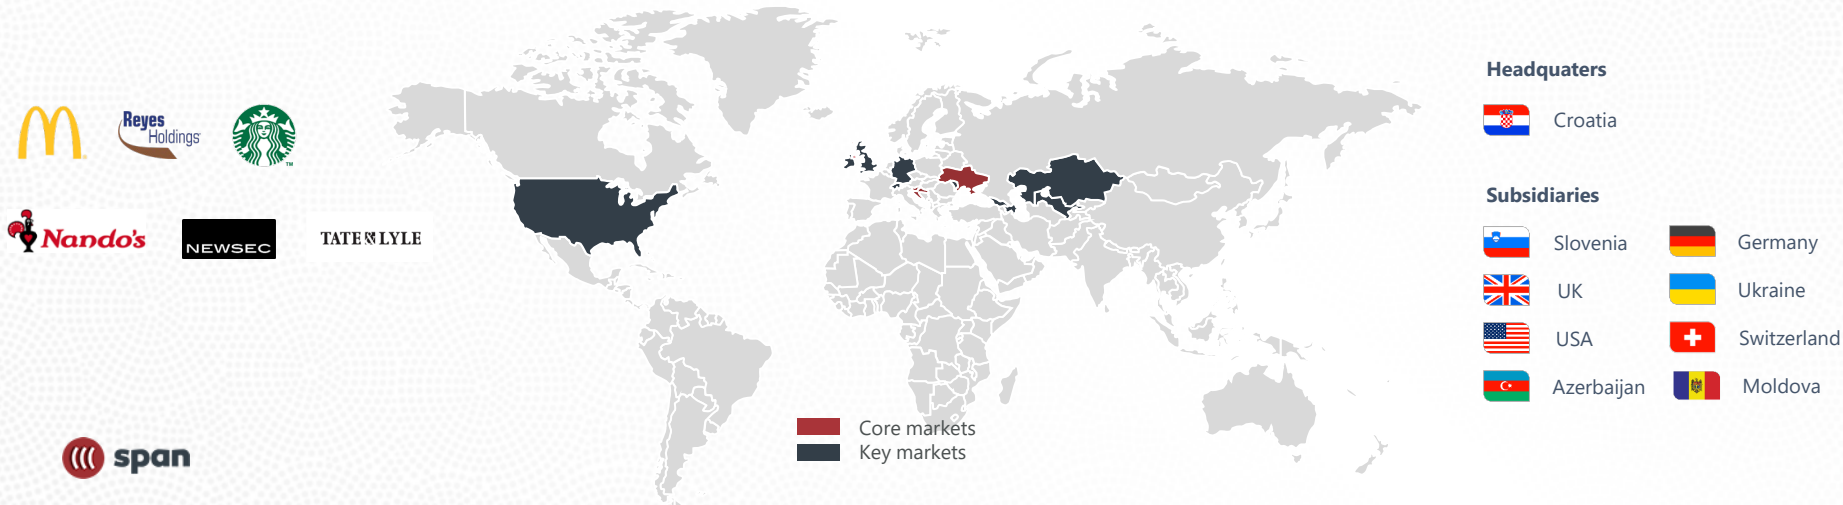 Reyes
Holdings
TM
Nando's
NEWSEC
TATE & LYLE
span
Core markets
Key markets
Headquaters
Croatia
Subsidiaries
Slovenia
Germany
UK
Ukraine
USA
Switzerland
Azerbaijan
Moldova